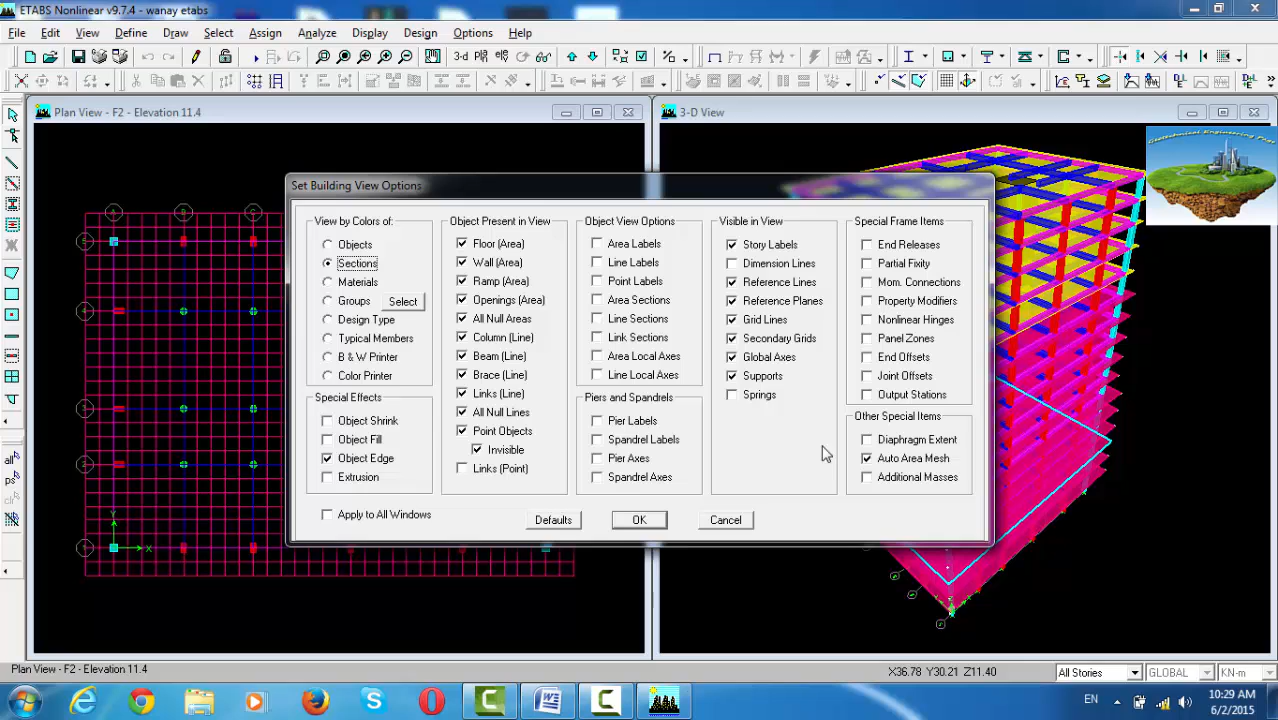 ETABS Nonlinear v9.7.4 - wanay etabs
File Edit View Define Draw Select Assign Analyze Display Design Options Help
3-d
Plan View - F2 - Elevation 11.4
3-D View
Set Building View Options
View by Colors of:
Objects
Sections
Materials
Groups Select
Design Type
Typical Members
B & W Printer
Color Printer
Special Effects
Object Shrink
Object Fill
Object Edge
Extrusion
Apply to All Windows
Object Present in View
Floor (Area)
Wall (Area)
Ramp (Area)
Openings (Area)
All Null Areas
Column (Line)
Beam (Line)
Brace (Line)
Links (Line)
All Null Lines
Point Objects
Invisible
Links (Point)
Object View Options
Area Labels
Line Labels
Point Labels
Area Sections
Line Sections
Link Sections
Area Local Axes
Line Local Axes
Piers and Spandrels
Pier Labels
Spandrel Labels
Pier Axes
Spandrel Axes
Visible in View
Story Labels
Dimension Lines
Reference Lines
Reference Planes
Grid Lines
Secondary Grids
Global Axes
Supports
Springs
Special Frame Items
End Releases
Partial Fixity
Mom. Connections
Property Modifiers
Nonlinear Hinges
Panel Zones
End Offsets
Joint Offsets
Output Stations
Other Special Items
Diaphragm Extent
Auto Area Mesh
Additional Masses
Defaults OK Cancel
A B C
5
4
3
2
1
Y
X
all
Plan View - F2 - Elevation 11.4
X36.78 Y30.21 Z11.40
All Stories GLOBAL KN-m
EN
10:29 AM
6/2/2015